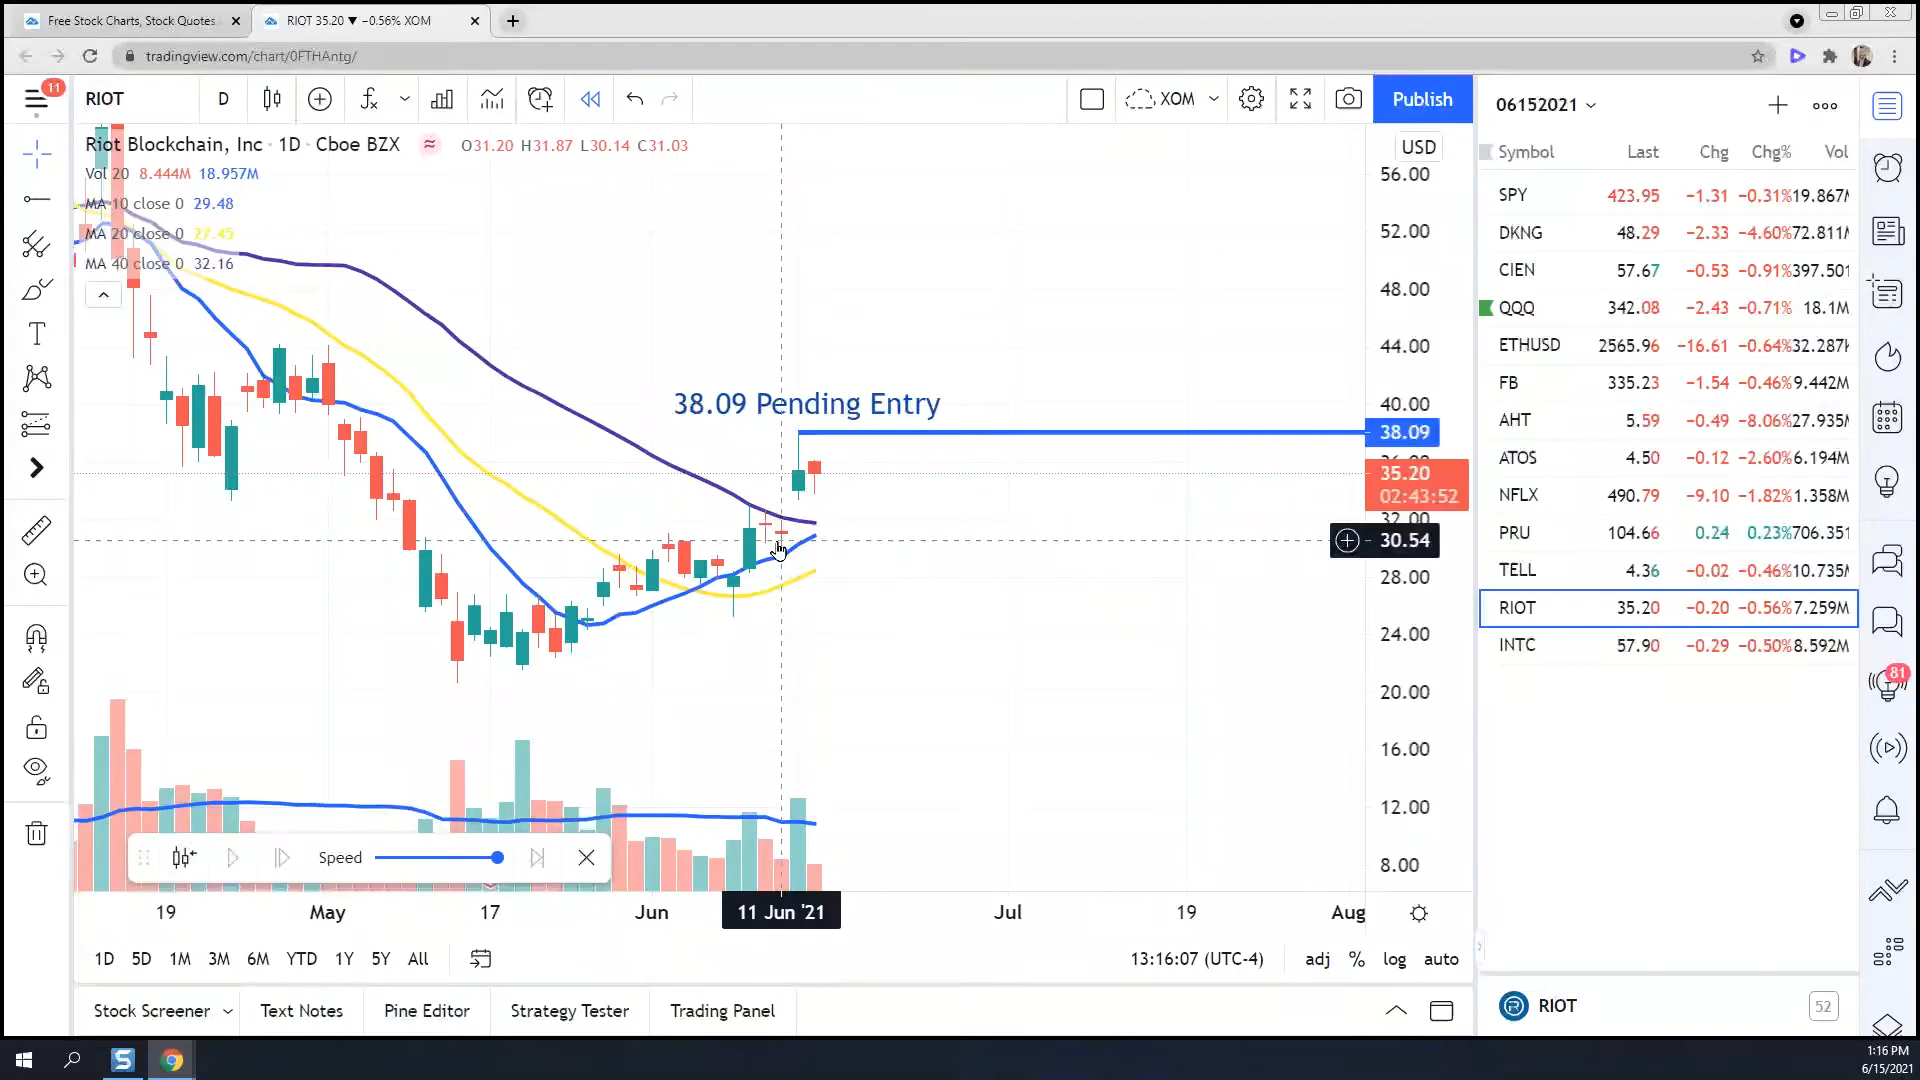 Free Stock Charts, Stock Quotes
RIOT 35.20 ▼ −0.56% XOM
tradingview.com/chart/0FTHAntg/
11
RIOT
D
XOM
Publish
06152021
Riot Blockchain, Inc · 1D · Cboe BZX
O31.20 H31.87 L30.14 C31.03
Vol 20 8.444M 18.957M
MA 10 close 0 29.48
MA 20 close 0 27.45
MA 40 close 0 32.16
USD
56.00
52.00
48.00
44.00
40.00
38.09 Pending Entry
38.09
35.20
02:43:52
32.00
30.54
28.00
24.00
20.00
16.00
12.00
8.00
Symbol Last Chg Chg% Vol
SPY 423.95 −1.31 −0.31% 19.867M
DKNG 48.29 −2.33 −4.60% 72.811M
CIEN 57.67 −0.53 −0.91% 397.501
QQQ 342.08 −2.43 −0.71% 18.1M
ETHUSD 2565.96 −16.61 −0.64% 32.287K
FB 335.23 −1.54 −0.46% 9.442M
AHT 5.59 −0.49 −8.06% 27.935M
ATOS 4.50 −0.12 −2.60% 6.194M
NFLX 490.79 −9.10 −1.82% 1.358M
PRU 104.66 0.24 0.23% 706.351
TELL 4.36 −0.02 −0.46% 10.735M
RIOT 35.20 −0.20 −0.56% 7.259M
INTC 57.90 −0.29 −0.50% 8.592M
81
Speed
19 May 17 Jun 11 Jun '21 Jul 19 Aug
1D 5D 1M 3M 6M YTD 1Y 5Y All
13:16:07 (UTC-4) adj % log auto
Stock Screener Text Notes Pine Editor Strategy Tester Trading Panel
RIOT
52
1:16 PM
6/15/2021